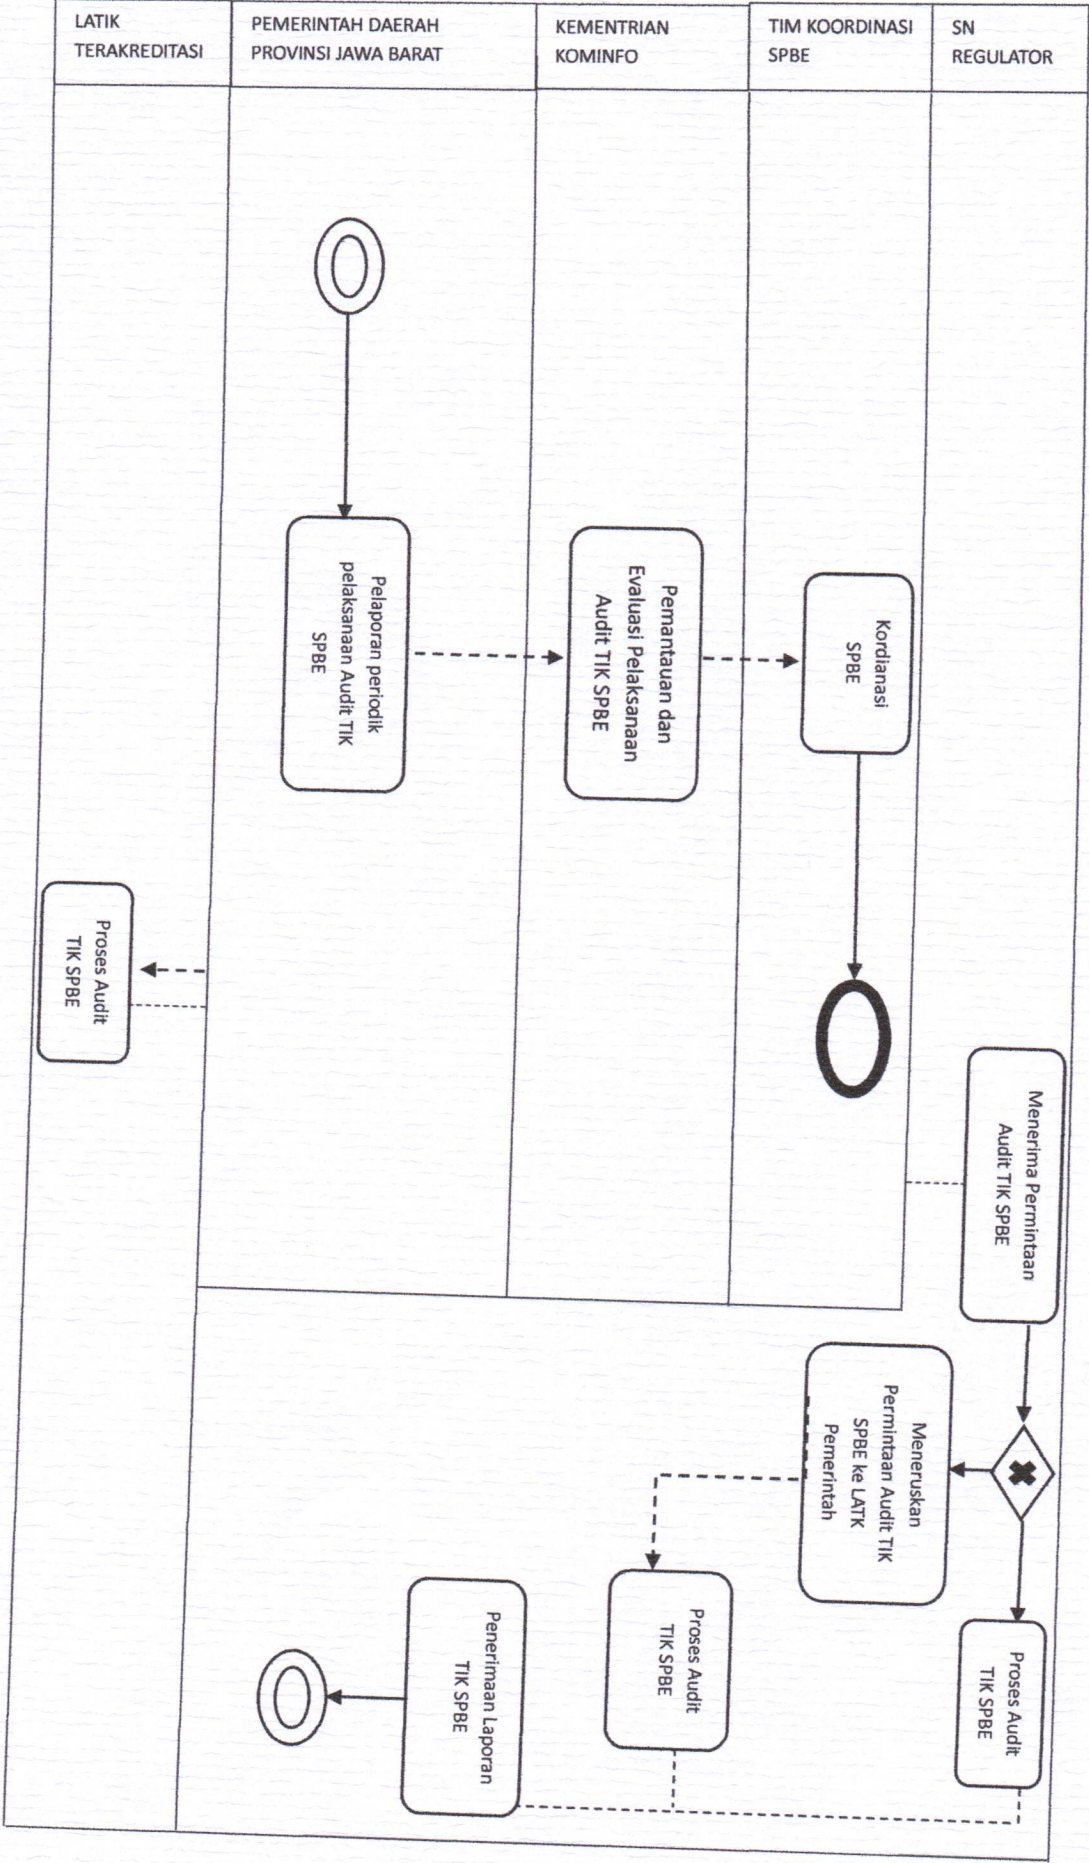 LATIK
TERAKREDITASI
PEMERINTAH DAERAH
PROVINSI JAWA BARAT
KEMENTRIAN
KOMINFO
TIM KOORDINASI
SPBE
SN
REGULATOR
Pelaporan periodik
pelaksanaan Audit TIK
SPBE
Pemantauan dan
Evaluasi Pelaksanaan
Audit TIK SPBE
Kordianasi
SPBE
Proses Audit
TIK SPBE
Menerima Permintaan
Audit TIK SPBE
Meneruskan
Permintaan Audit TIK
SPBE ke LATK
Pemerintah
Proses Audit
TIK SPBE
Proses Audit
TIK SPBE
Penerimaan Laporan
TIK SPBE